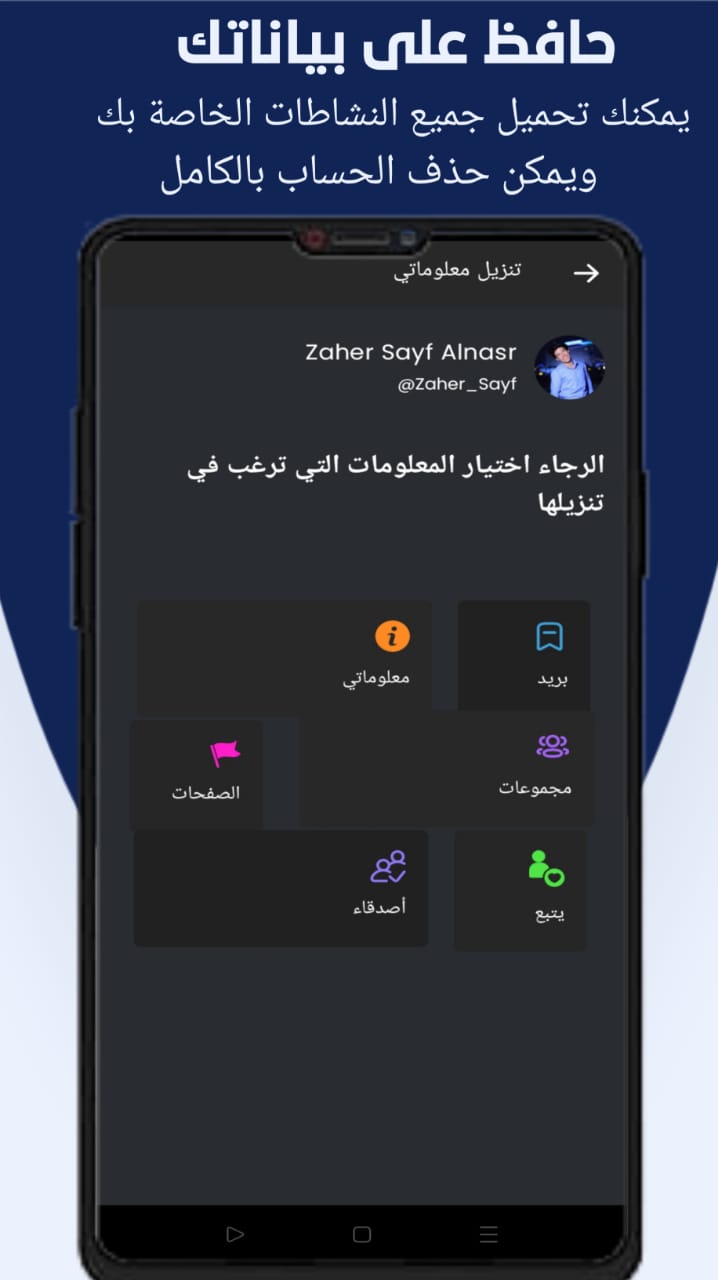 حافظ على بياناتك
يمكنك تحميل جميع النشاطات الخاصة بك
ويمكن حذف الحساب بالكامل
تنزيل معلوماتي
Zaher Sayf Alnasr
@Zaher_Sayf
الرجاء اختيار المعلومات التي ترغب في
تنزيلها
بريد
معلوماتي
مجموعات
الصفحات
يتبع
أصدقاء